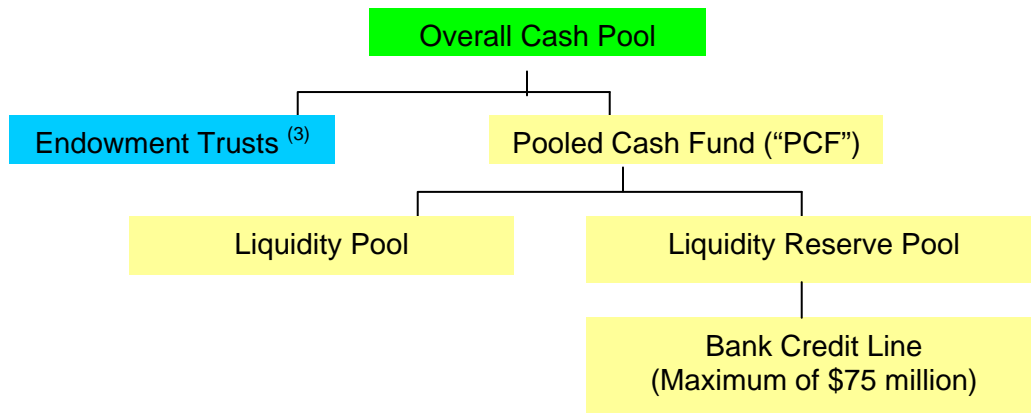 Overall Cash Pool
Endowment Trusts (3)
Pooled Cash Fund (“PCF”)
Liquidity Pool
Liquidity Reserve Pool
Bank Credit Line
(Maximum of $75 million)